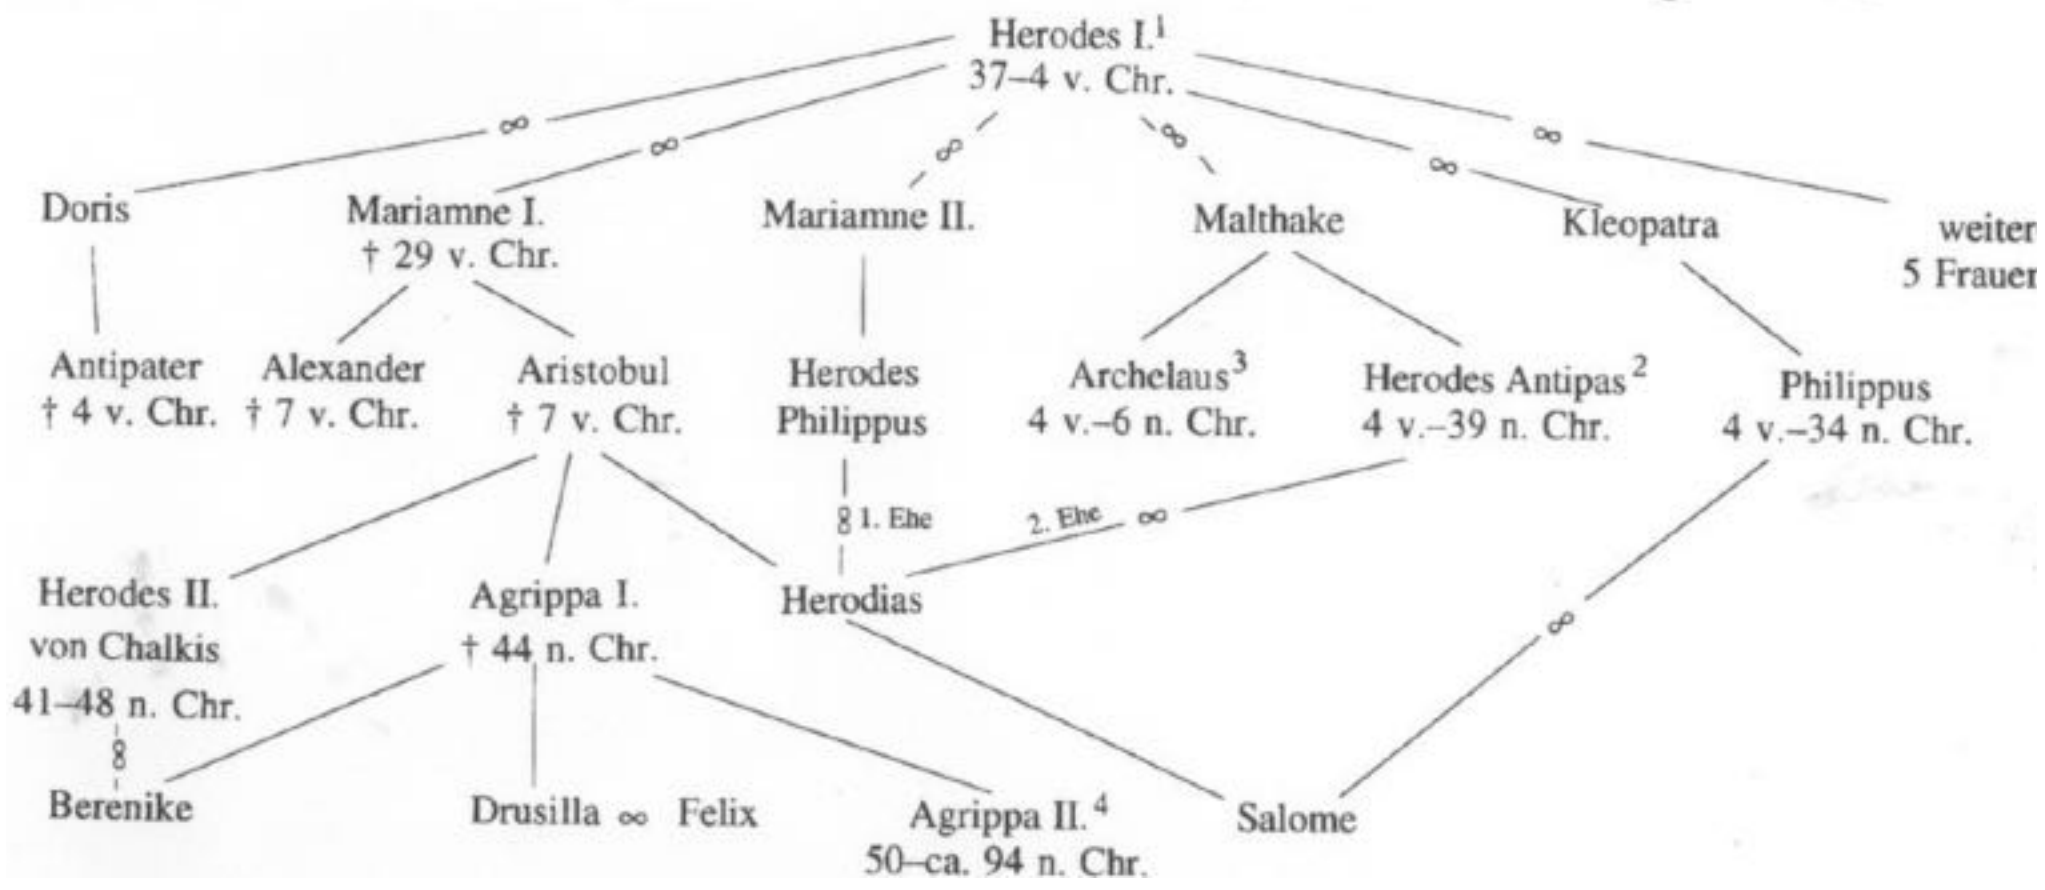 Herodes I.¹
37–4 v. Chr.
∞ ∞ ∞ ∞ ∞ ∞
Doris
Mariamne I.
† 29 v. Chr.
Mariamne II.
Malthake
Kleopatra
weiter
5 Frauen
Antipater
† 4 v. Chr.
Alexander
† 7 v. Chr.
Aristobul
† 7 v. Chr.
Herodes
Philippus
Archelaus³
4 v.–6 n. Chr.
Herodes Antipas²
4 v.–39 n. Chr.
Philippus
4 v.–34 n. Chr.
∞ 1. Ehe
2. Ehe ∞
Herodes II.
von Chalkis
41–48 n. Chr.
Agrippa I.
† 44 n. Chr.
Herodias
∞
∞
Berenike
Drusilla ∞ Felix
Agrippa II.⁴
50–ca. 94 n. Chr.
Salome